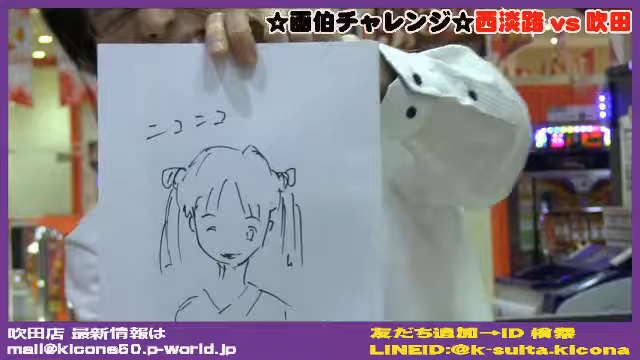 ☆画伯チャレンジ☆西淡路 vs 吹田
ニコニコ
吹田店 最新情報は
mail@kicona50.p-world.jp
友だち追加→ID 検索
LINEID:@k-suita.kicona